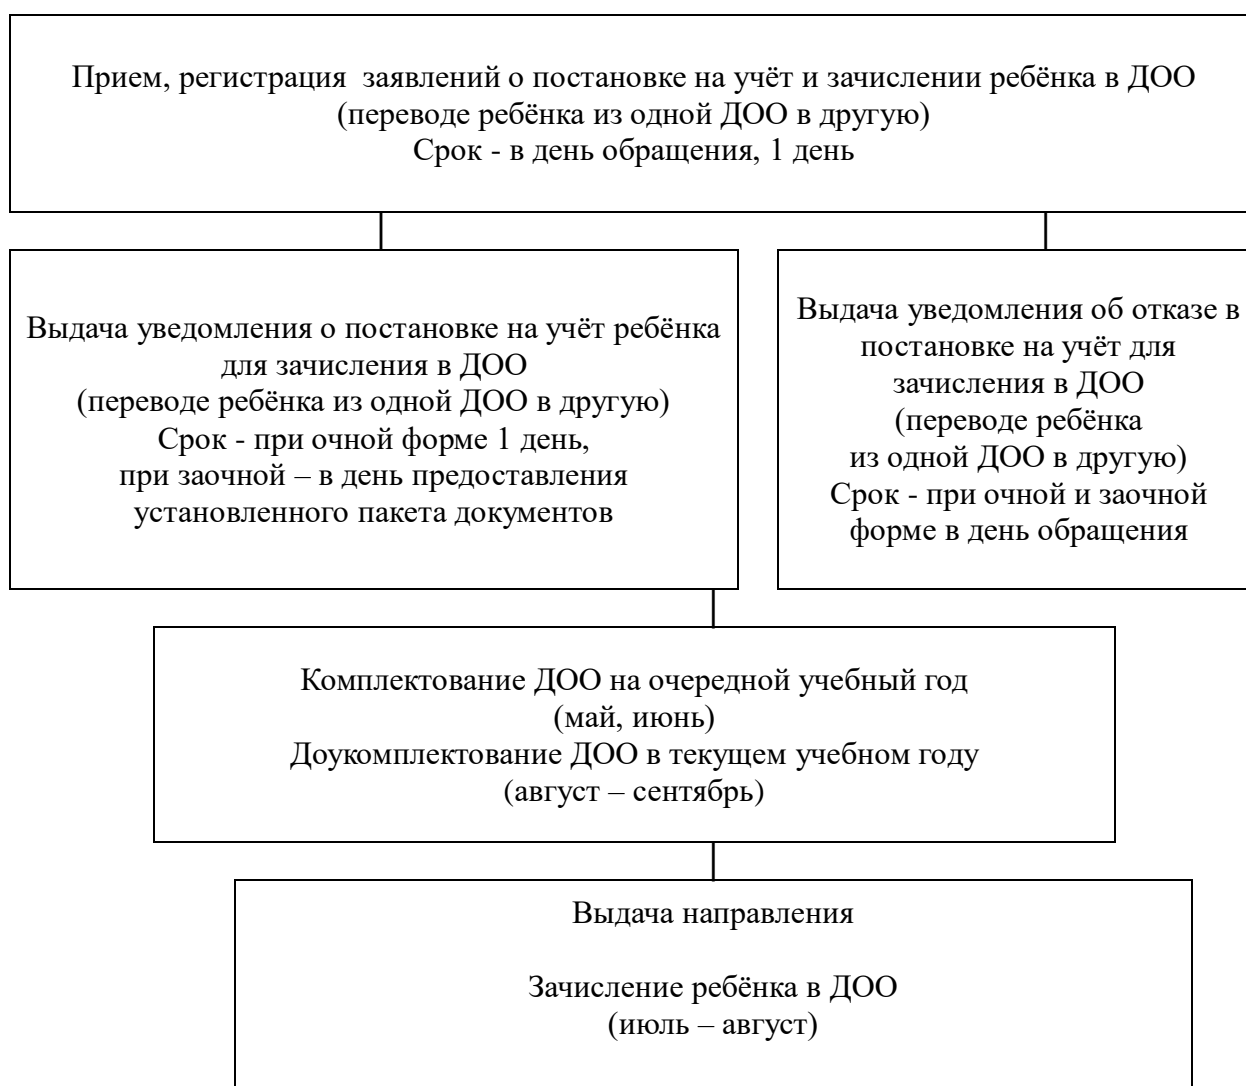 Прием, регистрация  заявлений о постановке на учёт и зачислении ребёнка в ДОО
(переводе ребёнка из одной ДОО в другую)
Срок - в день обращения, 1 день
Выдача уведомления о постановке на учёт ребёнка
для зачисления в ДОО
(переводе ребёнка из одной ДОО в другую)
Срок - при очной форме 1 день,
при заочной – в день предоставления
установленного пакета документов
Выдача уведомления об отказе в
постановке на учёт для
зачисления в ДОО
(переводе ребёнка
из одной ДОО в другую)
Срок - при очной и заочной
форме в день обращения
Комплектование ДОО на очередной учебный год
(май, июнь)
Доукомплектование ДОО в текущем учебном году
(август – сентябрь)
Выдача направления
Зачисление ребёнка в ДОО
(июль – август)